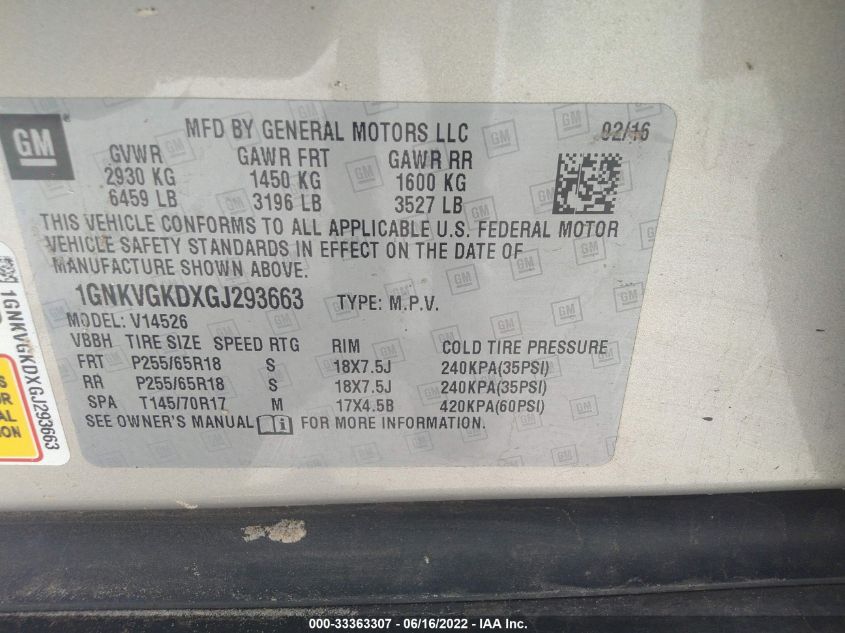 GM
MFD BY GENERAL MOTORS LLC 02/16
GVWR GAWR FRT GAWR RR
2930 KG 1450 KG 1600 KG
6459 LB 3196 LB 3527 LB
THIS VEHICLE CONFORMS TO ALL APPLICABLE U.S. FEDERAL MOTOR
VEHICLE SAFETY STANDARDS IN EFFECT ON THE DATE OF
MANUFACTURE SHOWN ABOVE.
1GNKVGKDXGJ293663 TYPE: M.P.V.
MODEL: V14526
VBBH TIRE SIZE SPEED RTG RIM COLD TIRE PRESSURE
FRT P255/65R18 S 18X7.5J 240KPA(35PSI)
RR P255/65R18 S 18X7.5J 240KPA(35PSI)
SPA T145/70R17 M 17X4.5B 420KPA(60PSI)
SEE OWNER'S MANUAL FOR MORE INFORMATION.
1GNKVGKDXGJ293663
000-33363307 - 06/16/2022 - IAA Inc.